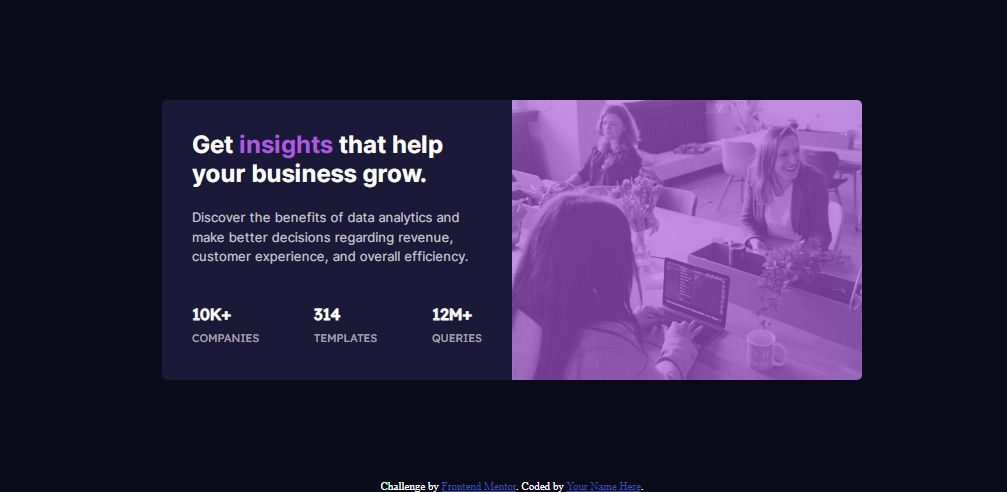 Get insights that help
your business grow.
Discover the benefits of data analytics and
make better decisions regarding revenue,
customer experience, and overall efficiency.
10K+ 314 12M+
COMPANIES TEMPLATES QUERIES
Challenge by Frontend Mentor. Coded by Your Name Here.